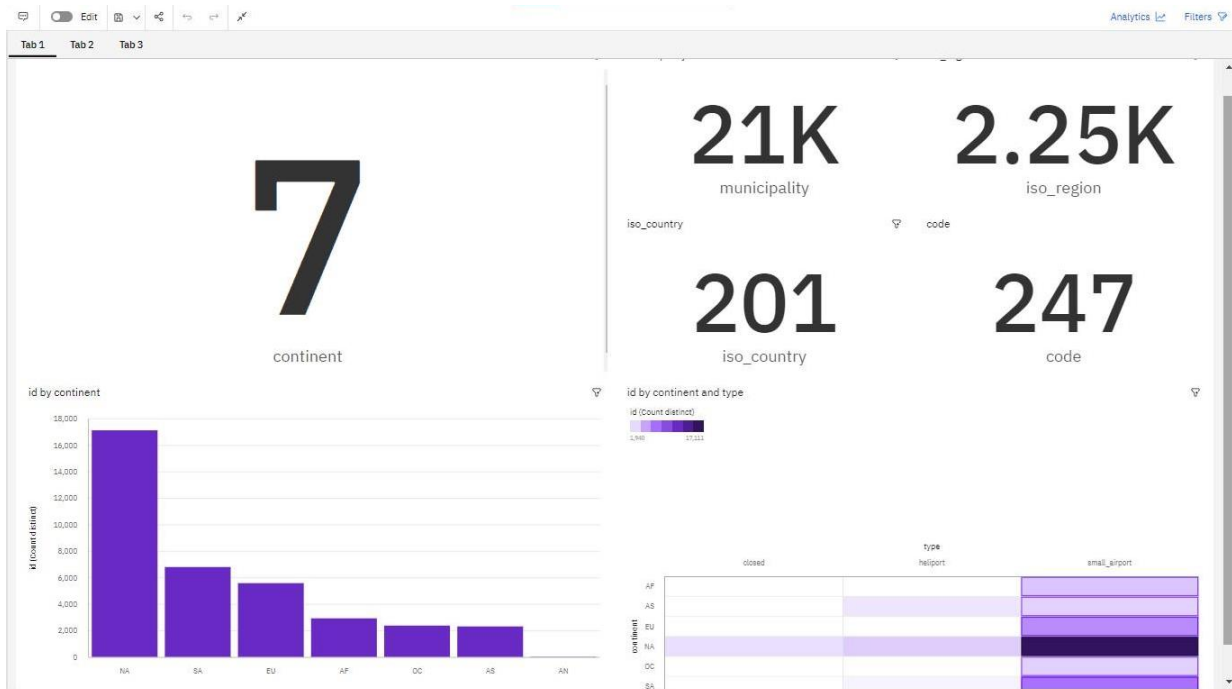 Edit
Analytics
Filters
Tab 1
Tab 2
Tab 3
7
continent
21K
municipality
2.25K
iso_region
iso_country
code
201
iso_country
247
code
id by continent
18,000
16,000
14,000
12,000
10,000
8,000
6,000
4,000
2,000
0
id (Count distinct)
NA SA EU AF OC AS AN
id by continent and type
id (Count distinct)
1,940 17,111
type
closed heliport small_airport
continent
AF
AS
EU
NA
OC
SA